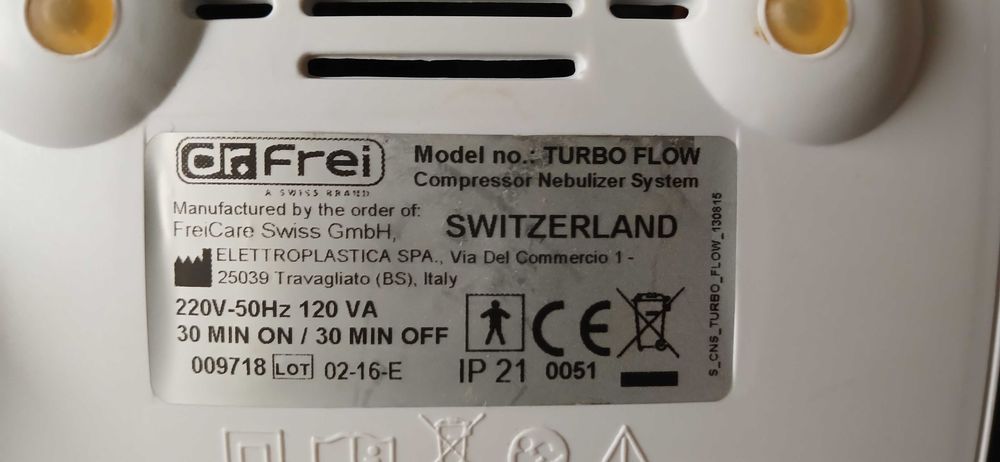 dr.Frei
A SWISS BRAND
Model no.: TURBO FLOW
Compressor Nebulizer System
Manufactured by the order of:
FreiCare Swiss GmbH,
SWITZERLAND
ELETTROPLASTICA SPA., Via Del Commercio 1 -
25039 Travagliato (BS), Italy
220V-50Hz 120 VA
30 MIN ON / 30 MIN OFF
009718 LOT 02-16-E
IP 21
CE
0051
S_CNS_TURBO_FLOW_130815